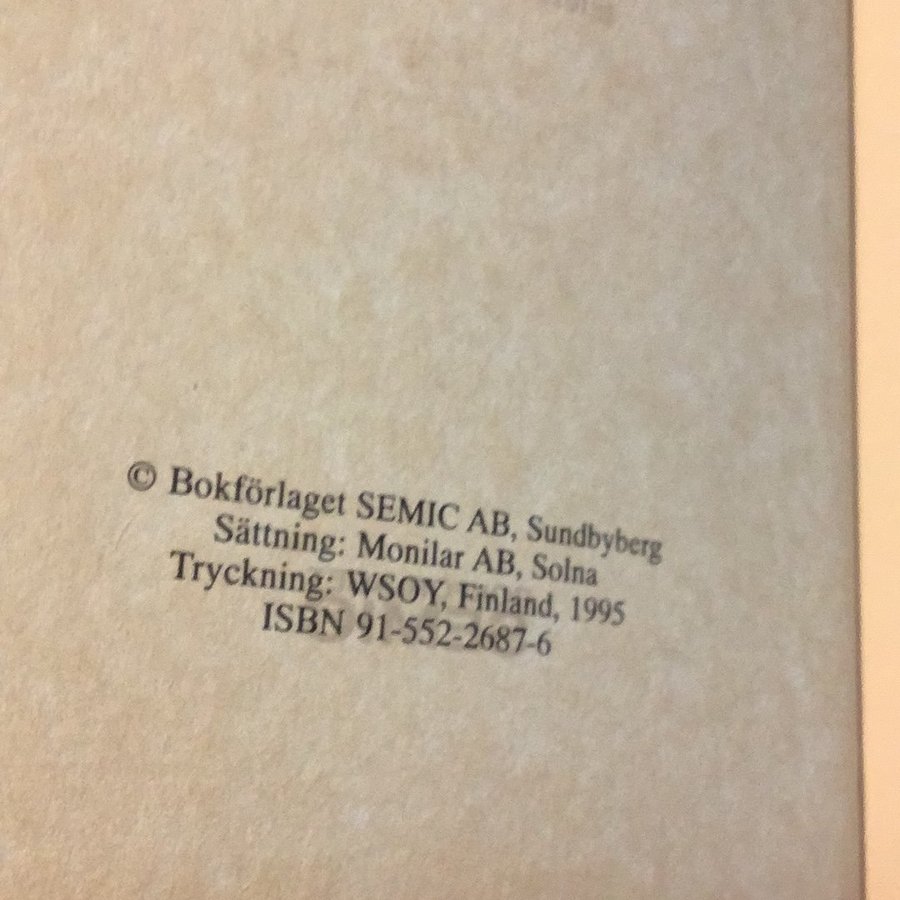 © Bokförlaget SEMIC AB, Sundbyberg
Sättning: Monilar AB, Solna
Tryckning: WSOY, Finland, 1995
ISBN 91-552-2687-6